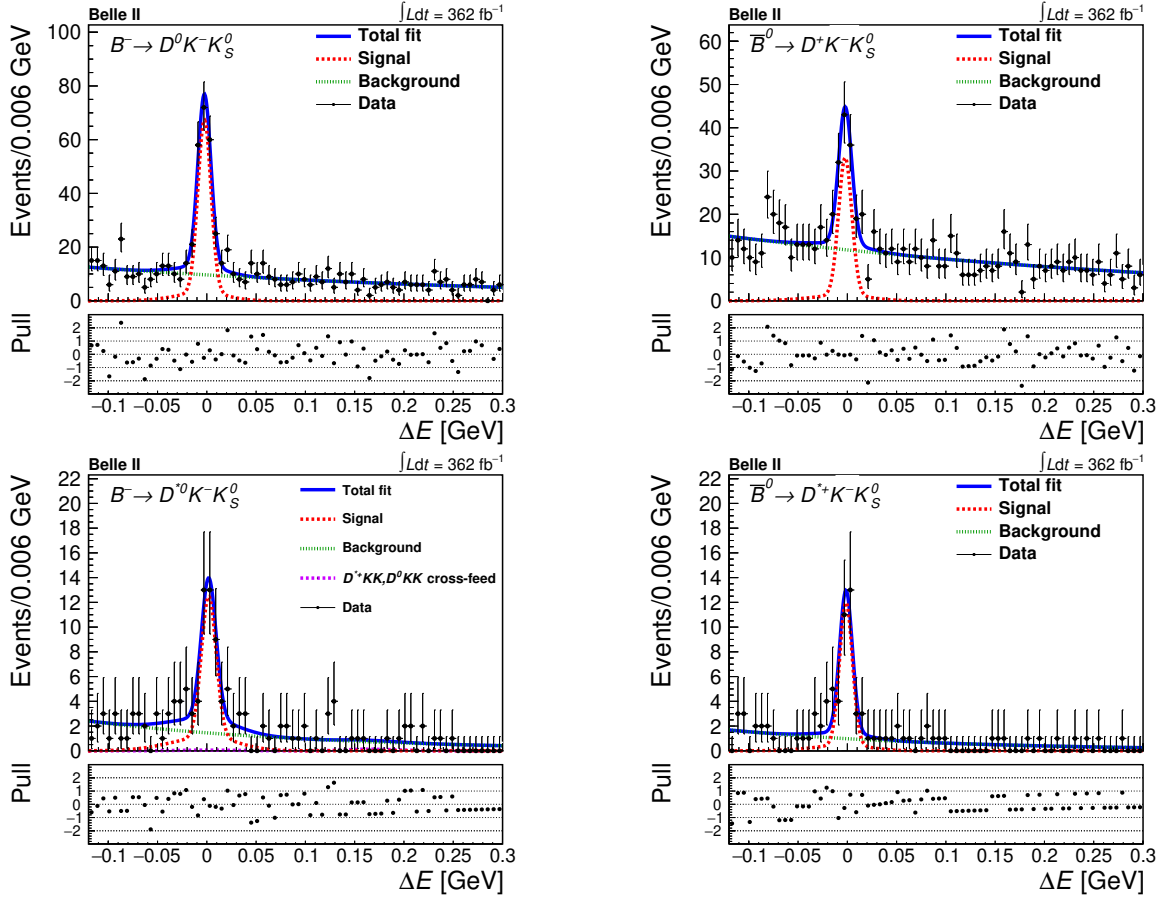 Belle II ∫Ldt = 362 fb⁻¹
B⁻→ D⁰K⁻K_S⁰
Total fit
Signal
Background
Data
Events/0.006 GeV
100
80
60
40
20
0
Pull
2
1
0
−1
−2
−0.1 −0.05 0 0.05 0.1 0.15 0.2 0.25 0.3
ΔE [GeV]
Belle II ∫Ldt = 362 fb⁻¹
B̅⁰→ D⁺K⁻K_S⁰
Total fit
Signal
Background
Data
Events/0.006 GeV
60
50
40
30
20
10
0
Pull
2
1
0
−1
−2
−0.1 −0.05 0 0.05 0.1 0.15 0.2 0.25 0.3
ΔE [GeV]
Belle II ∫Ldt = 362 fb⁻¹
B⁻→ D*⁰K⁻K_S⁰
Total fit
Signal
Background
D*⁺KK,D⁰KK cross-feed
Data
Events/0.006 GeV
22
20
18
16
14
12
10
8
6
4
2
0
Pull
2
1
0
−1
−2
−0.1 −0.05 0 0.05 0.1 0.15 0.2 0.25 0.3
ΔE [GeV]
Belle II ∫Ldt = 362 fb⁻¹
B̅⁰→ D*⁺K⁻K_S⁰
Total fit
Signal
Background
Data
Events/0.006 GeV
22
20
18
16
14
12
10
8
6
4
2
0
Pull
2
1
0
−1
−2
−0.1 −0.05 0 0.05 0.1 0.15 0.2 0.25 0.3
ΔE [GeV]